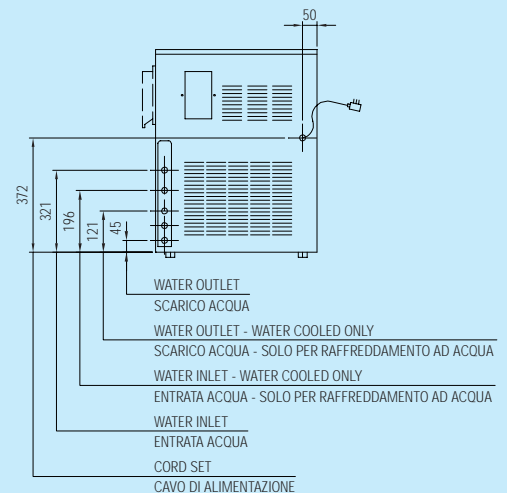 50
372
321
196
121
45
WATER OUTLET
SCARICO ACQUA
WATER OUTLET - WATER COOLED ONLY
SCARICO ACQUA - SOLO PER RAFFREDDAMENTO AD ACQUA
WATER INLET - WATER COOLED ONLY
ENTRATA ACQUA - SOLO PER RAFFREDDAMENTO AD ACQUA
WATER INLET
ENTRATA ACQUA
CORD SET
CAVO DI ALIMENTAZIONE